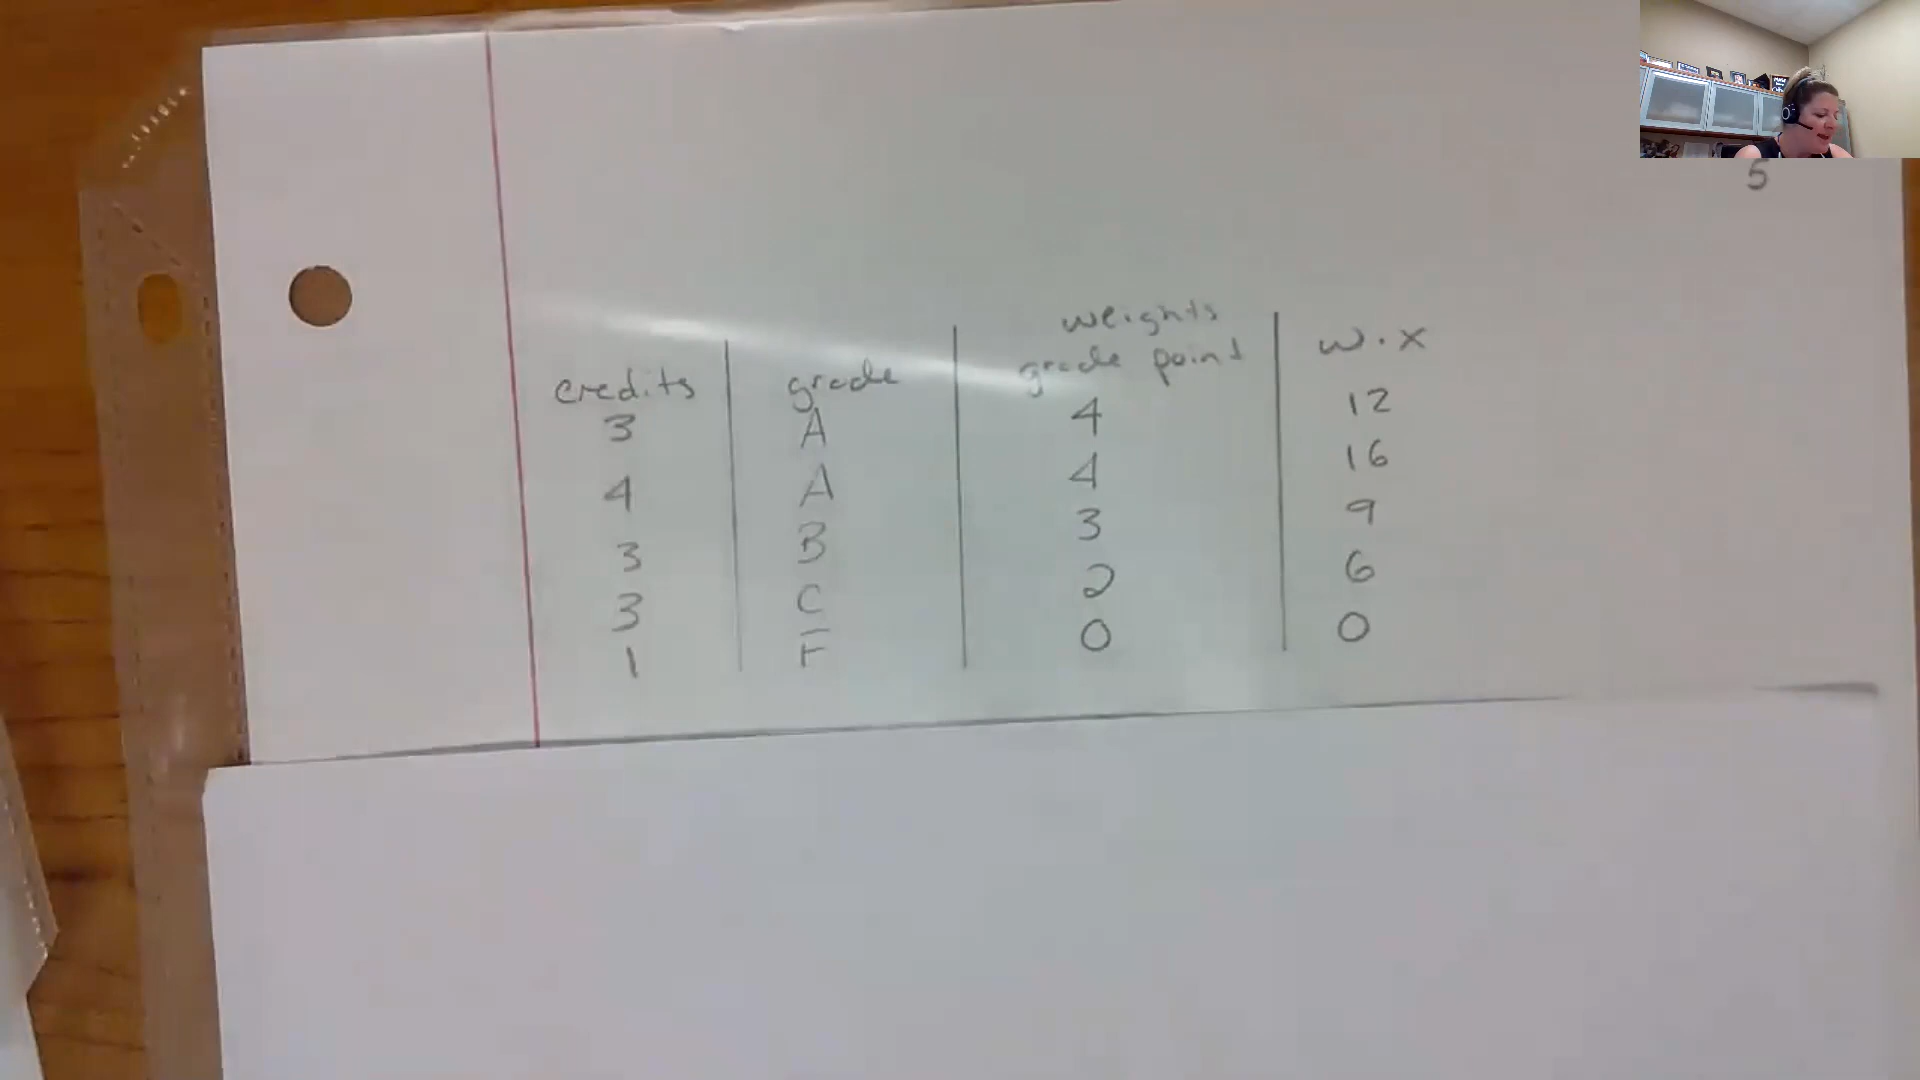 5
weights
credits | grade | grade point | w.x
3 | A | 4 | 12
4 | A | 4 | 16
3 | B | 3 | 9
3 | C | 2 | 6
1 | F | 0 | 0